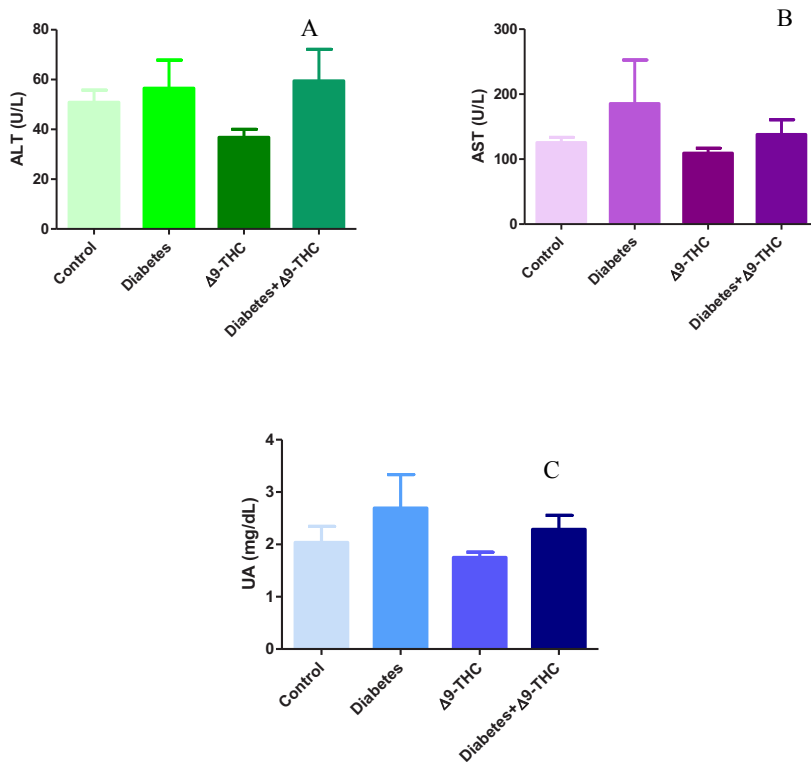 A
ALT (U/L)
80
60
40
20
0
Control
Diabetes
Δ9-THC
Diabetes+Δ9-THC
B
AST (U/L)
300
200
100
0
Control
Diabetes
Δ9-THC
Diabetes+Δ9-THC
C
UA (mg/dL)
4
3
2
1
0
Control
Diabetes
Δ9-THC
Diabetes+Δ9-THC